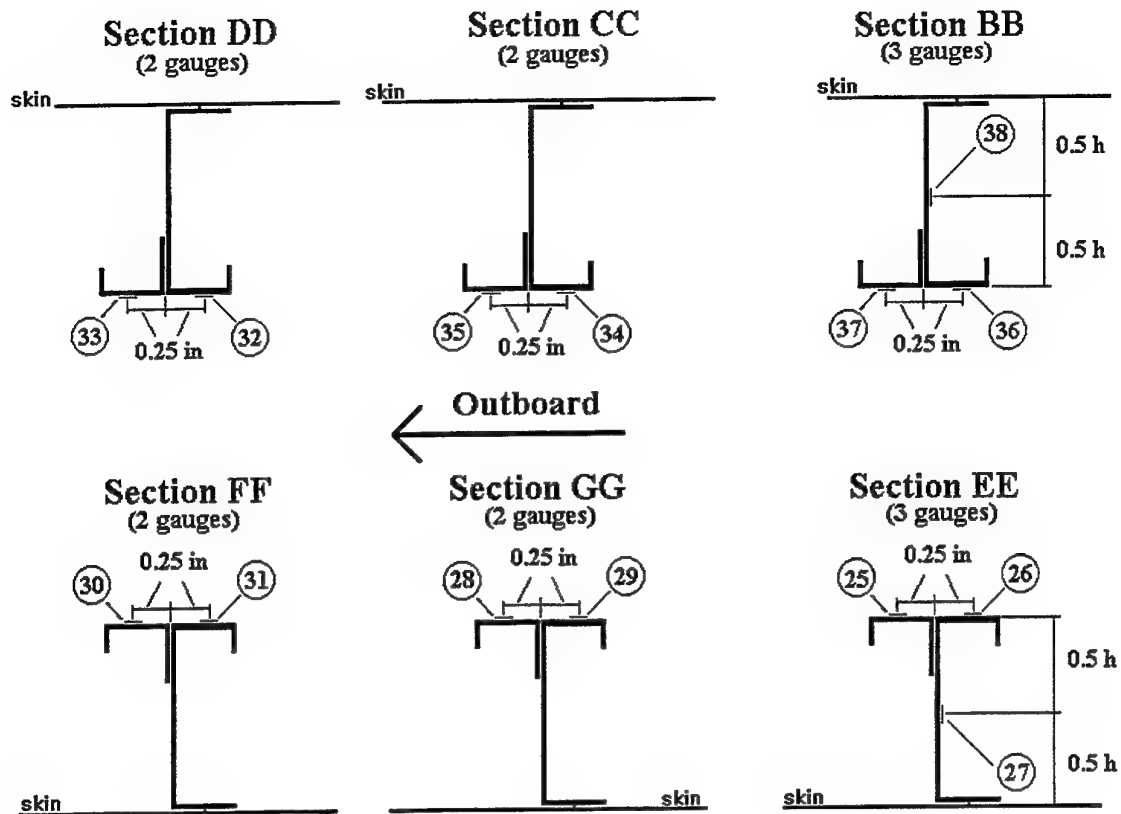 Section DD
(2 gauges)
Section CC
(2 gauges)
Section BB
(3 gauges)
skin
skin
skin
38
0.5 h
0.5 h
33
0.25 in
32
35
0.25 in
34
37
0.25 in
36
Outboard
Section FF
(2 gauges)
Section GG
(2 gauges)
Section EE
(3 gauges)
30
0.25 in
31
28
0.25 in
29
25
0.25 in
26
0.5 h
0.5 h
27
skin
skin
skin